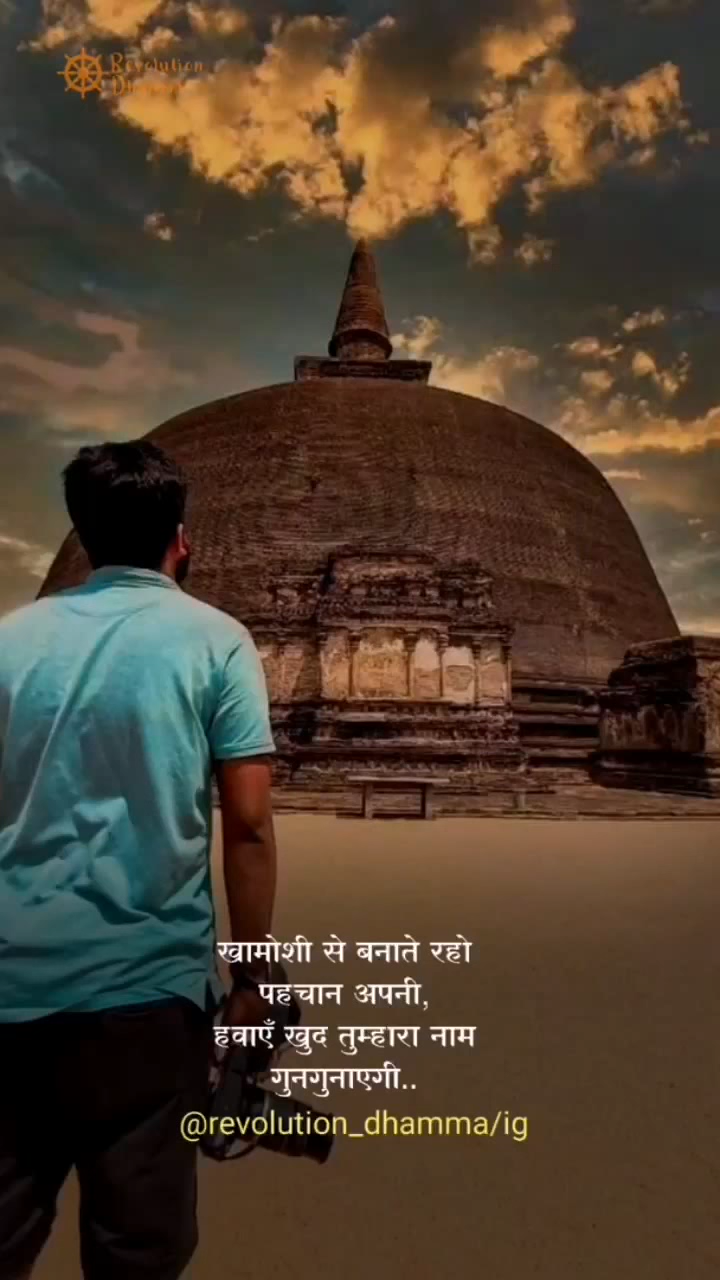 Revolution
Dhamma
खामोशी से बनाते रहो
पहचान अपनी,
हवाएँ खुद तुम्हारा नाम
गुनगुनाएगी..
@revolution_dhamma/ig